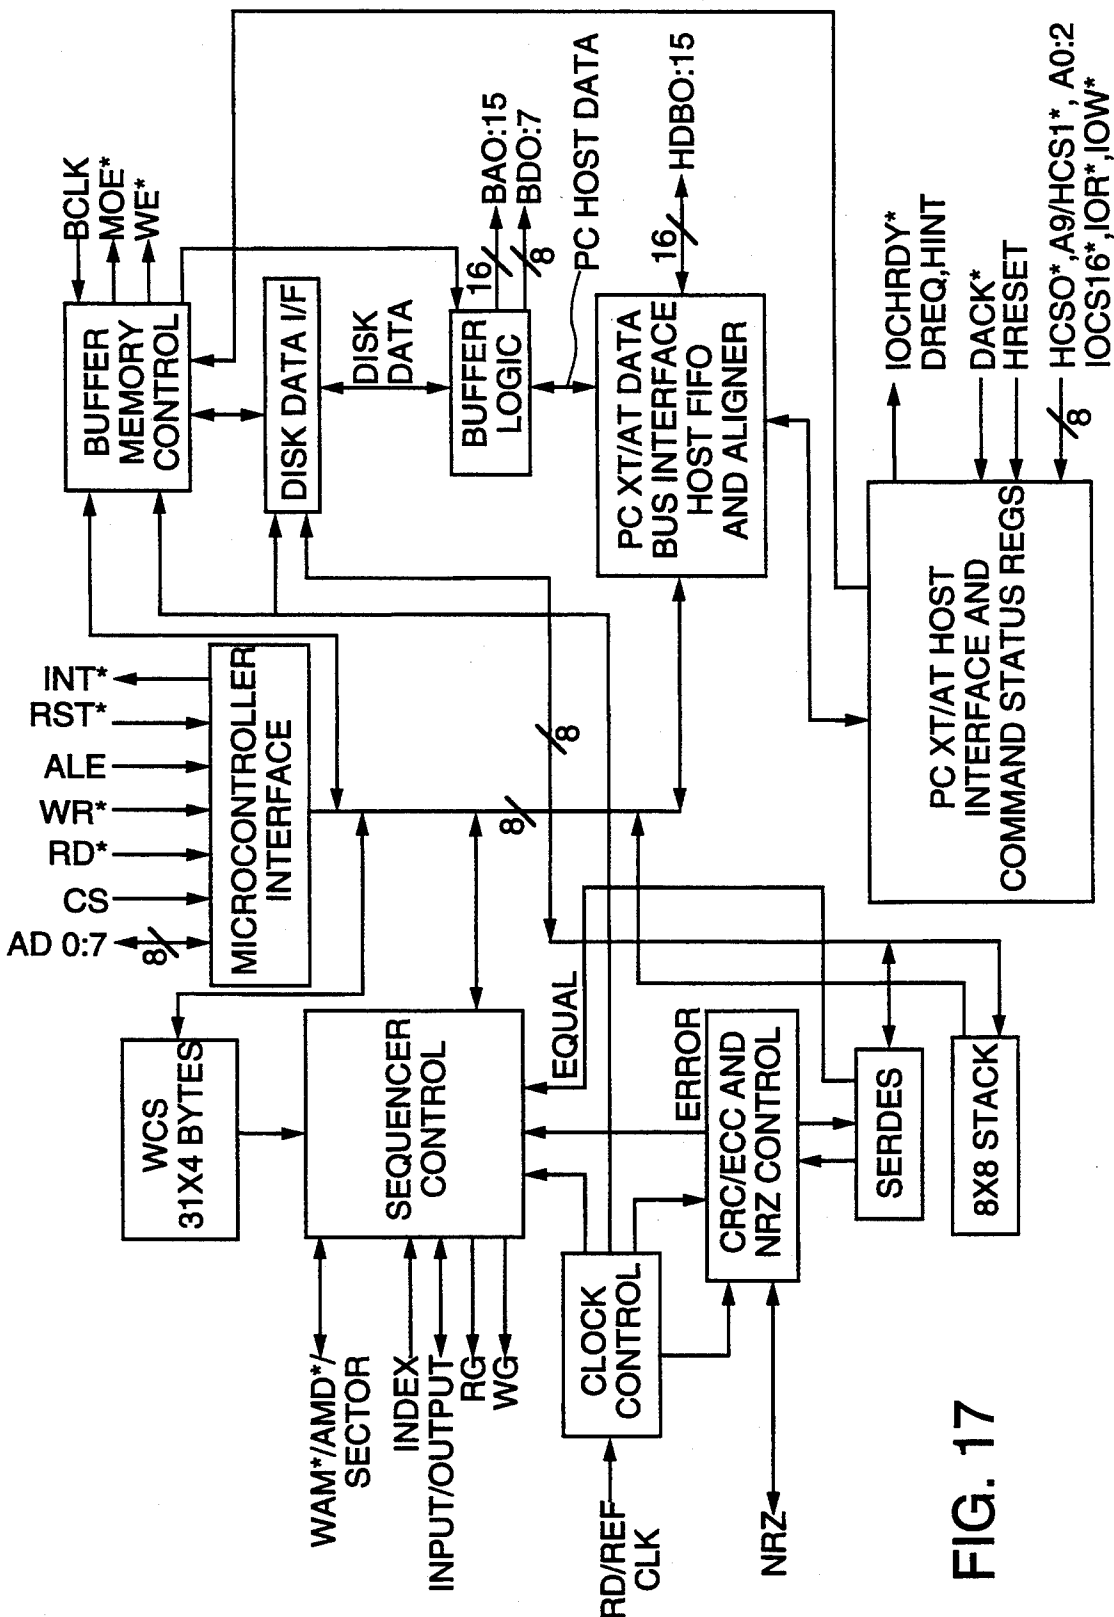 BCLK
MOE*
WE*
BUFFER
MEMORY
CONTROL
DISK DATA I/F
DISK
DATA
BUFFER
LOGIC
16
BAO:15
BDO:7
8
PC HOST DATA
PC XT/AT DATA
BUS INTERFACE
HOST FIFO
AND ALIGNER
16
HDBO:15
IOCHRDY*
DREQ,HINT
DACK*
HRESET
HCSO*,A9/HCS1*, A0:2
IOCS16*,IOR*,IOW*
8
PC XT/AT HOST
INTERFACE AND
COMMAND STATUS REGS
INT*
RST*
ALE
WR*
RD*
CS
AD 0:7
8
MICROCONTROLLER
INTERFACE
8
8
WCS
31X4 BYTES
SEQUENCER
CONTROL
EQUAL
ERROR
CRC/ECC AND
NRZ CONTROL
SERDES
8X8 STACK
CLOCK
CONTROL
WAM*/AMD*/
SECTOR
INDEX
INPUT/OUTPUT
RG
WG
RD/REF
CLK
NRZ
FIG. 17